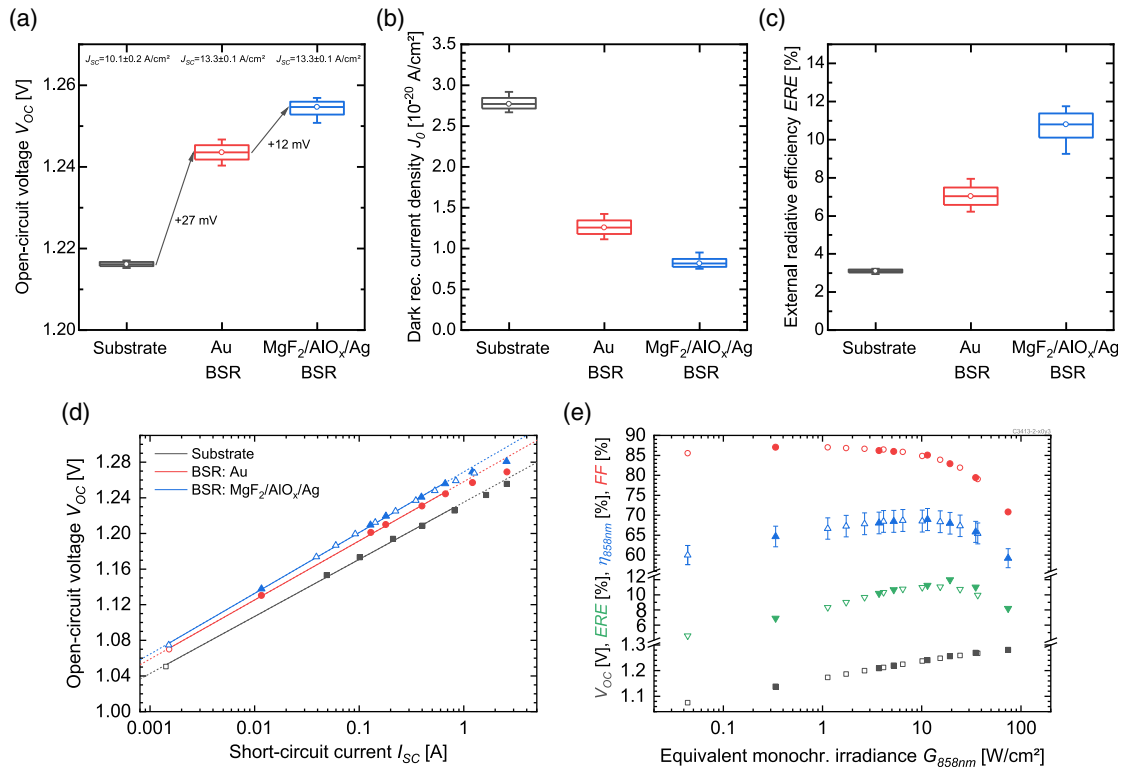 (a)
Open-circuit voltage V_OC [V]
1.26
1.24
1.22
1.20
J_SC=10.1±0.2 A/cm² J_SC=13.3±0.1 A/cm² J_SC=13.3±0.1 A/cm²
+27 mV
+12 mV
Substrate Au MgF₂/AlOₓ/Ag
BSR BSR
(b)
Dark rec. current density J₀ [10⁻²⁰ A/cm²]
3.5
3.0
2.5
2.0
1.5
1.0
0.5
0.0
Substrate Au MgF₂/AlOₓ/Ag
BSR BSR
(c)
External radiative efficiency ERE [%]
14
12
10
8
6
4
2
0
Substrate Au MgF₂/AlOₓ/Ag
BSR BSR
(d)
Open-circuit voltage V_OC [V]
1.28
1.24
1.20
1.16
1.12
1.08
1.04
1.00
Substrate
BSR: Au
BSR: MgF₂/AlOₓ/Ag
0.001 0.01 0.1 1
Short-circuit current I_SC [A]
(e)
C3413-2-x0y3
V_OC [V], ERE [%], η_858nm [%], FF [%]
90
85
80
75
70
65
60
12
10
8
6
1.3
1.2
1.1
0.1 1 10 100
Equivalent monochr. irradiance G_858nm [W/cm²]